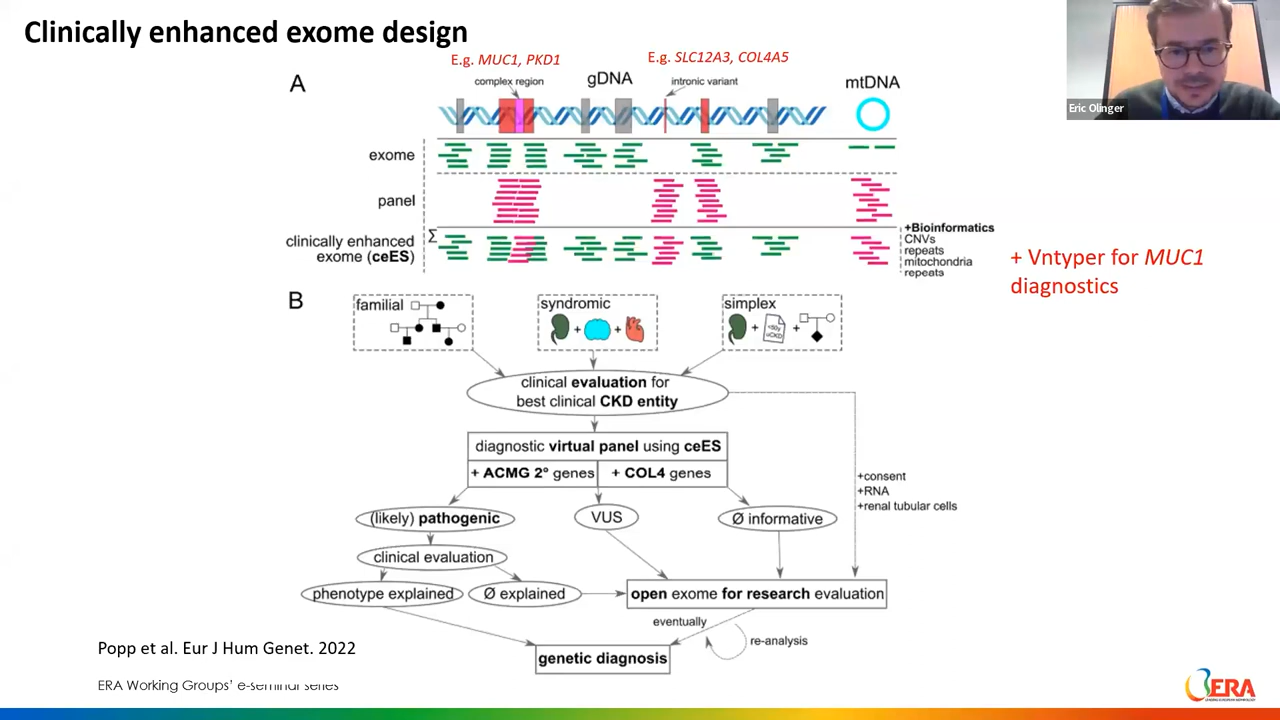 Clinically enhanced exome design
E.g. MUC1, PKD1
E.g. SLC12A3, COL4A5
A
complex region
gDNA
intronic variant
mtDNA
Eric Olinger
exome
panel
clinically enhanced
exome (ceES)
Σ
+Bioinformatics
CNVs
repeats
mitochondria
repeats
+ Vntyper for MUC1
diagnostics
B
familial
syndromic
simplex
+
+
+
+
>50y
uCKD
clinical evaluation for
best clinical CKD entity
diagnostic virtual panel using ceES
+ ACMG 2° genes
+ COL4 genes
+consent
+RNA
+renal tubular cells
(likely) pathogenic
VUS
Ø informative
clinical evaluation
phenotype explained
Ø explained
open exome for research evaluation
eventually
re-analysis
genetic diagnosis
Popp et al. Eur J Hum Genet. 2022
ERA Working Groups' e-seminar series
ERA